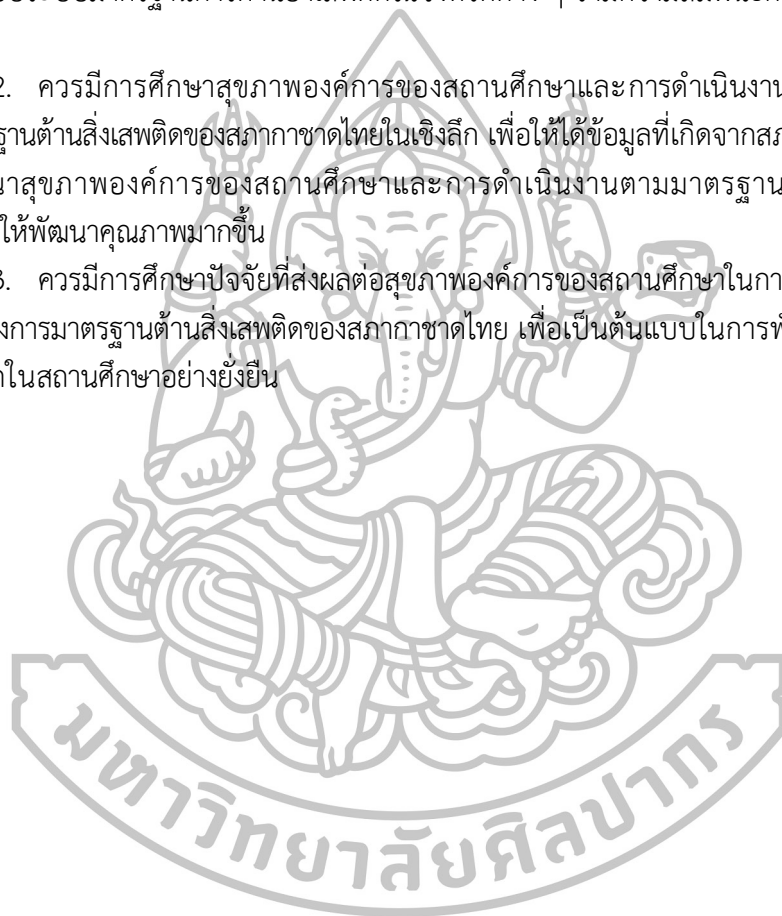 2. ควรมีการศึกษาสุขภาพองค์การของสถานศึกษาและการดำเนินงาน
ฐานต้านสิ่งเสพติดของสภากาชาดไทยในเชิงลึก เพื่อให้ได้ข้อมูลที่เกิดจากสภ
นาสุขภาพองค์การของสถานศึกษาและการดำเนินงานตามมาตรฐาน
ให้พัฒนาคุณภาพมากขึ้น
3. ควรมีการศึกษาปัจจัยที่ส่งผลต่อสุขภาพองค์การของสถานศึกษาในกา
งการมาตรฐานต้านสิ่งเสพติดของสภากาชาดไทย เพื่อเป็นต้นแบบในการพั
าในสถานศึกษาอย่างยั่งยืน
มหาวิทยาลัยศิลปากร